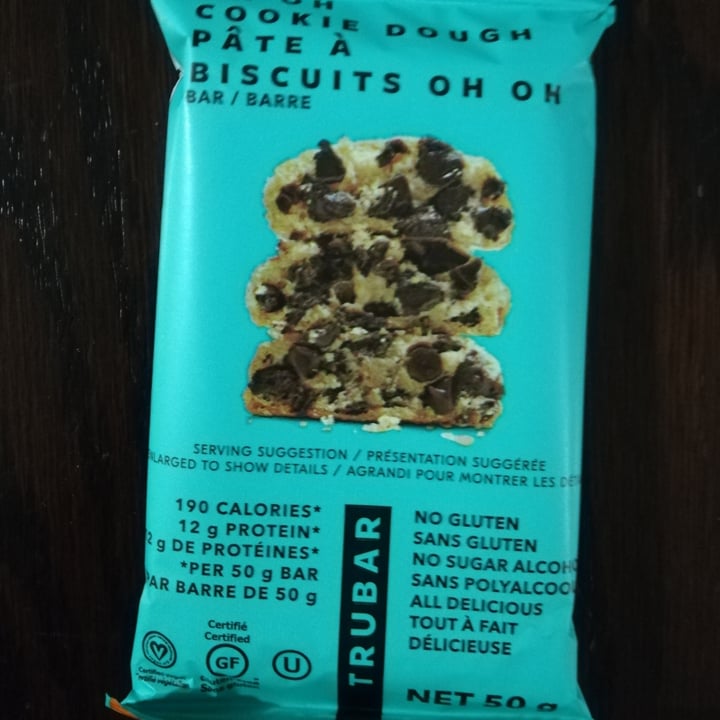 COOKIE DOUGH
PÂTE À
BISCUITS OH OH
BAR / BARRE
SERVING SUGGESTION / PRÉSENTATION SUGGÉRÉE
ENLARGED TO SHOW DETAILS / AGRANDI POUR MONTRER LES
190 CALORIES*
12 g PROTEIN*
g DE PROTÉINES*
*PER 50 g BAR
PAR BARRE DE 50 g
TRUBAR
NO GLUTEN
SANS GLUTEN
NO SUGAR
SANS
ALL DELICIOUS
TOUT À FAIT
DÉLICIEUSE
Certifié
Certified
GF
U
NET 50 g